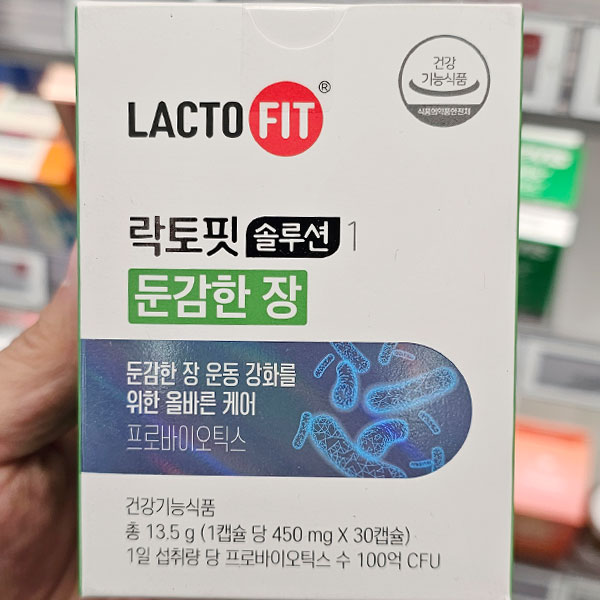 건강
기능식품
식품의약품안전처
LACTO FIT®
락토핏 솔루션 1
둔감한 장
둔감한 장 운동 강화를
위한 올바른 케어
프로바이오틱스
건강기능식품
총 13.5 g (1캡슐 당 450 mg X 30캡슐)
1일 섭취량 당 프로바이오틱스 수 100억 CFU